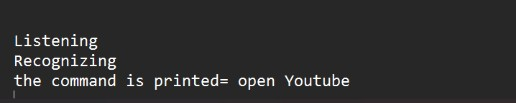 Listening
Recognizing
the command is printed= open Youtube